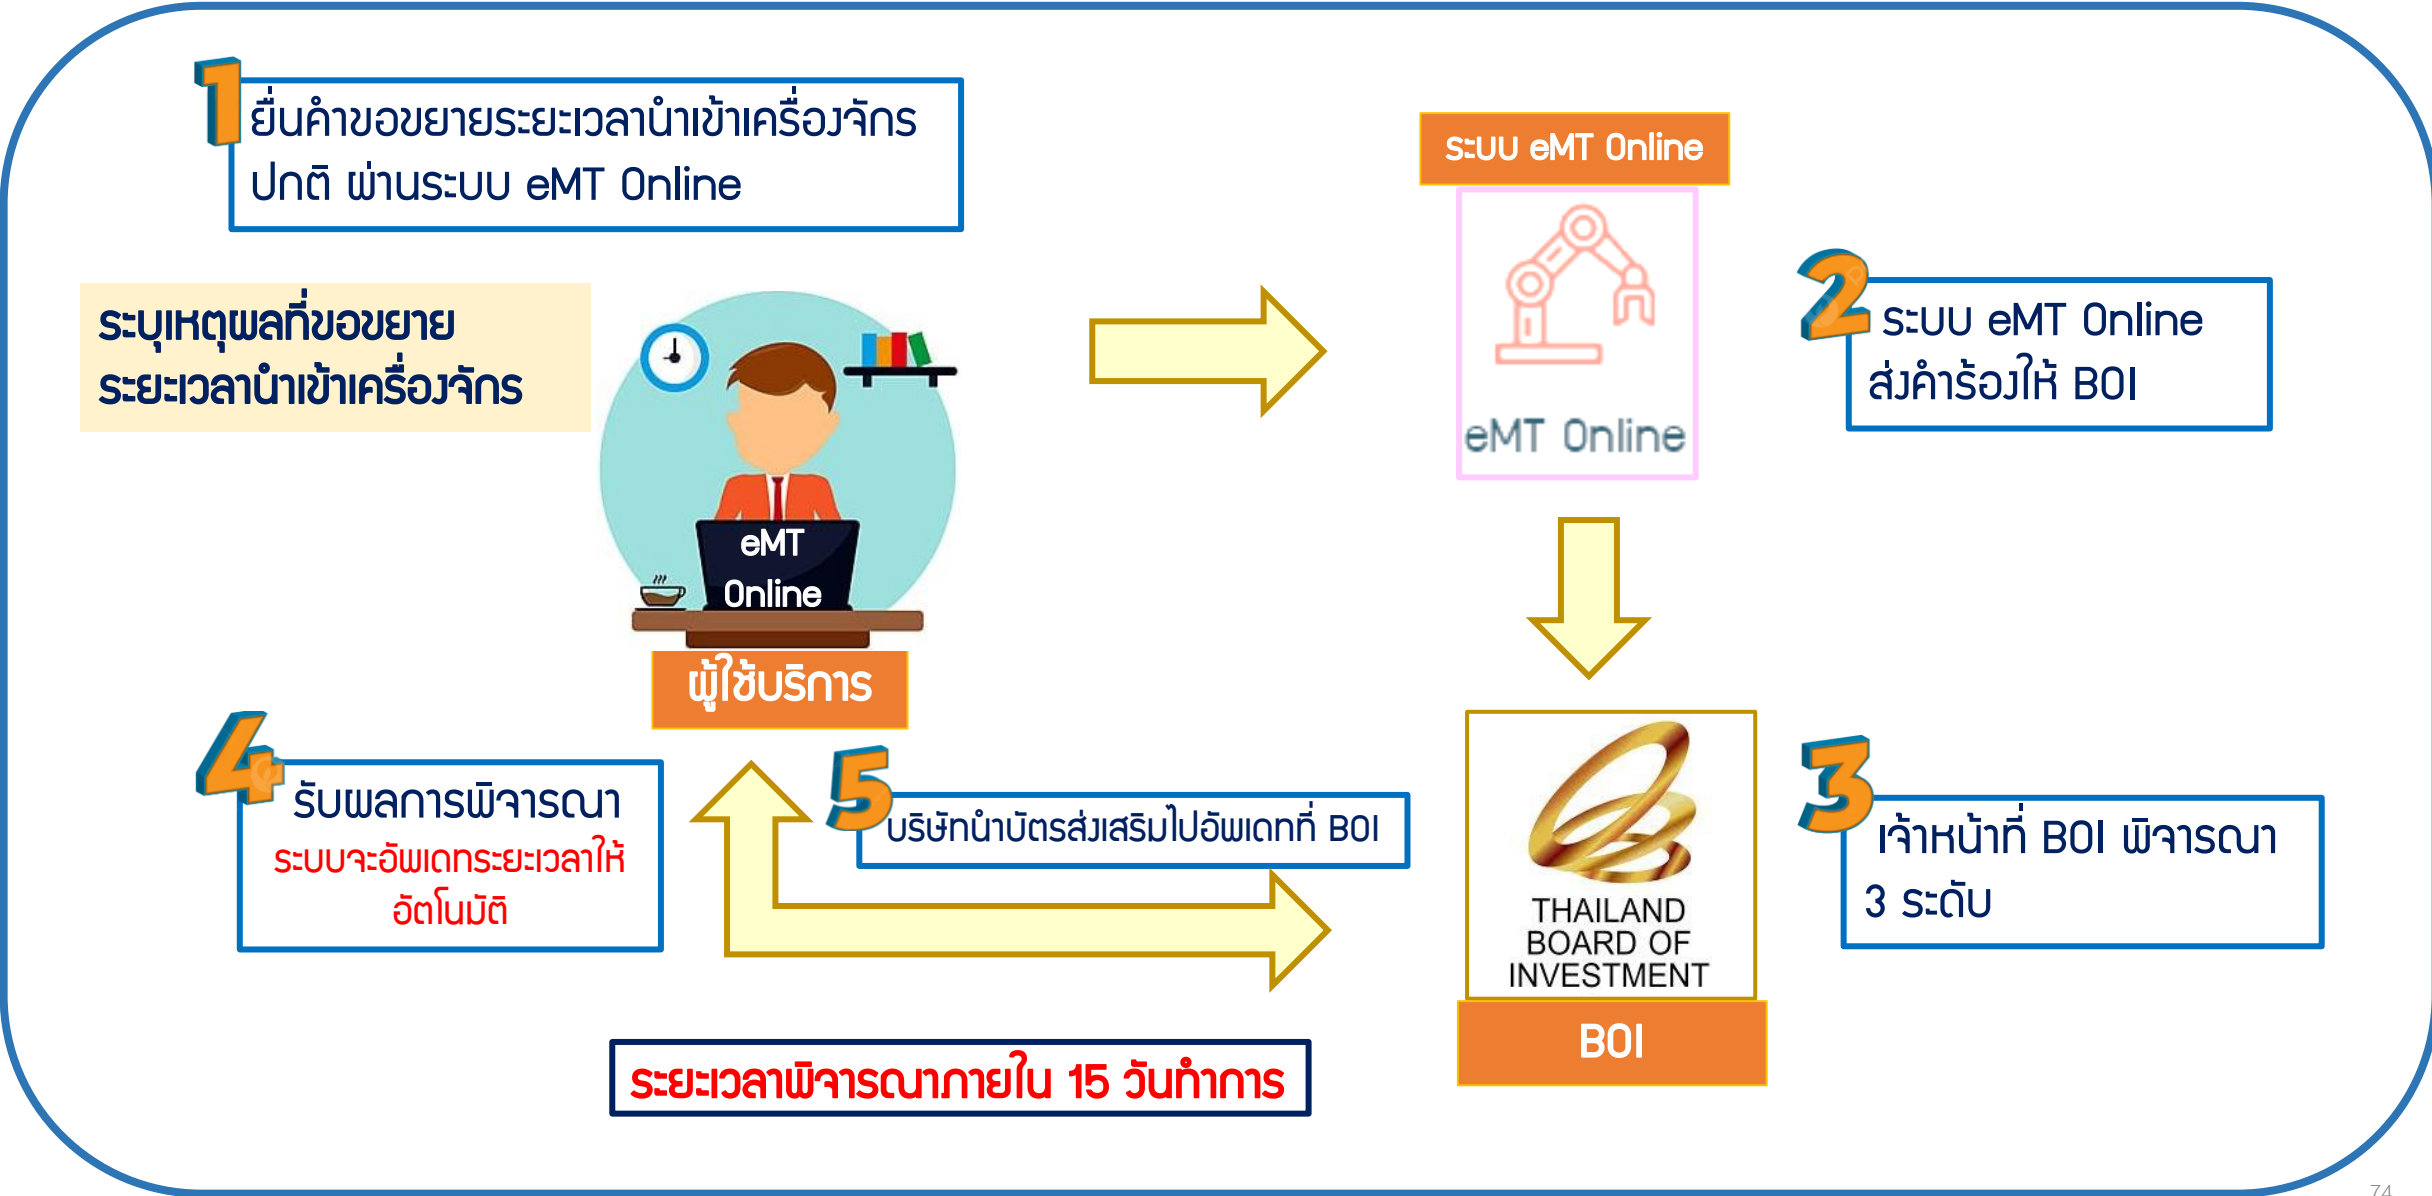 1
ยื่นคำขอขยายระยะเวลานำเข้าเครื่องจักร
ปกติ ผ่านระบบ eMT Online
ระบุเหตุผลที่ขอขยาย
ระยะเวลานำเข้าเครื่องจักร
eMT
Online
ผู้ใช้บริการ
ระบบ eMT Online
eMT Online
2
ระบบ eMT Online
ส่งคำร้องให้ BOI
THAILAND
BOARD OF
INVESTMENT
BOI
3
เจ้าหน้าที่ BOI พิจารณา
3 ระดับ
4
รับผลการพิจารณา
ระบบจะอัพเดทระยะเวลาให้
อัตโนมัติ
5
บริษัทนำบัตรส่งเสริมไปอัพเดทที่ BOI
ระยะเวลาพิจารณาภายใน 15 วันทำการ
74